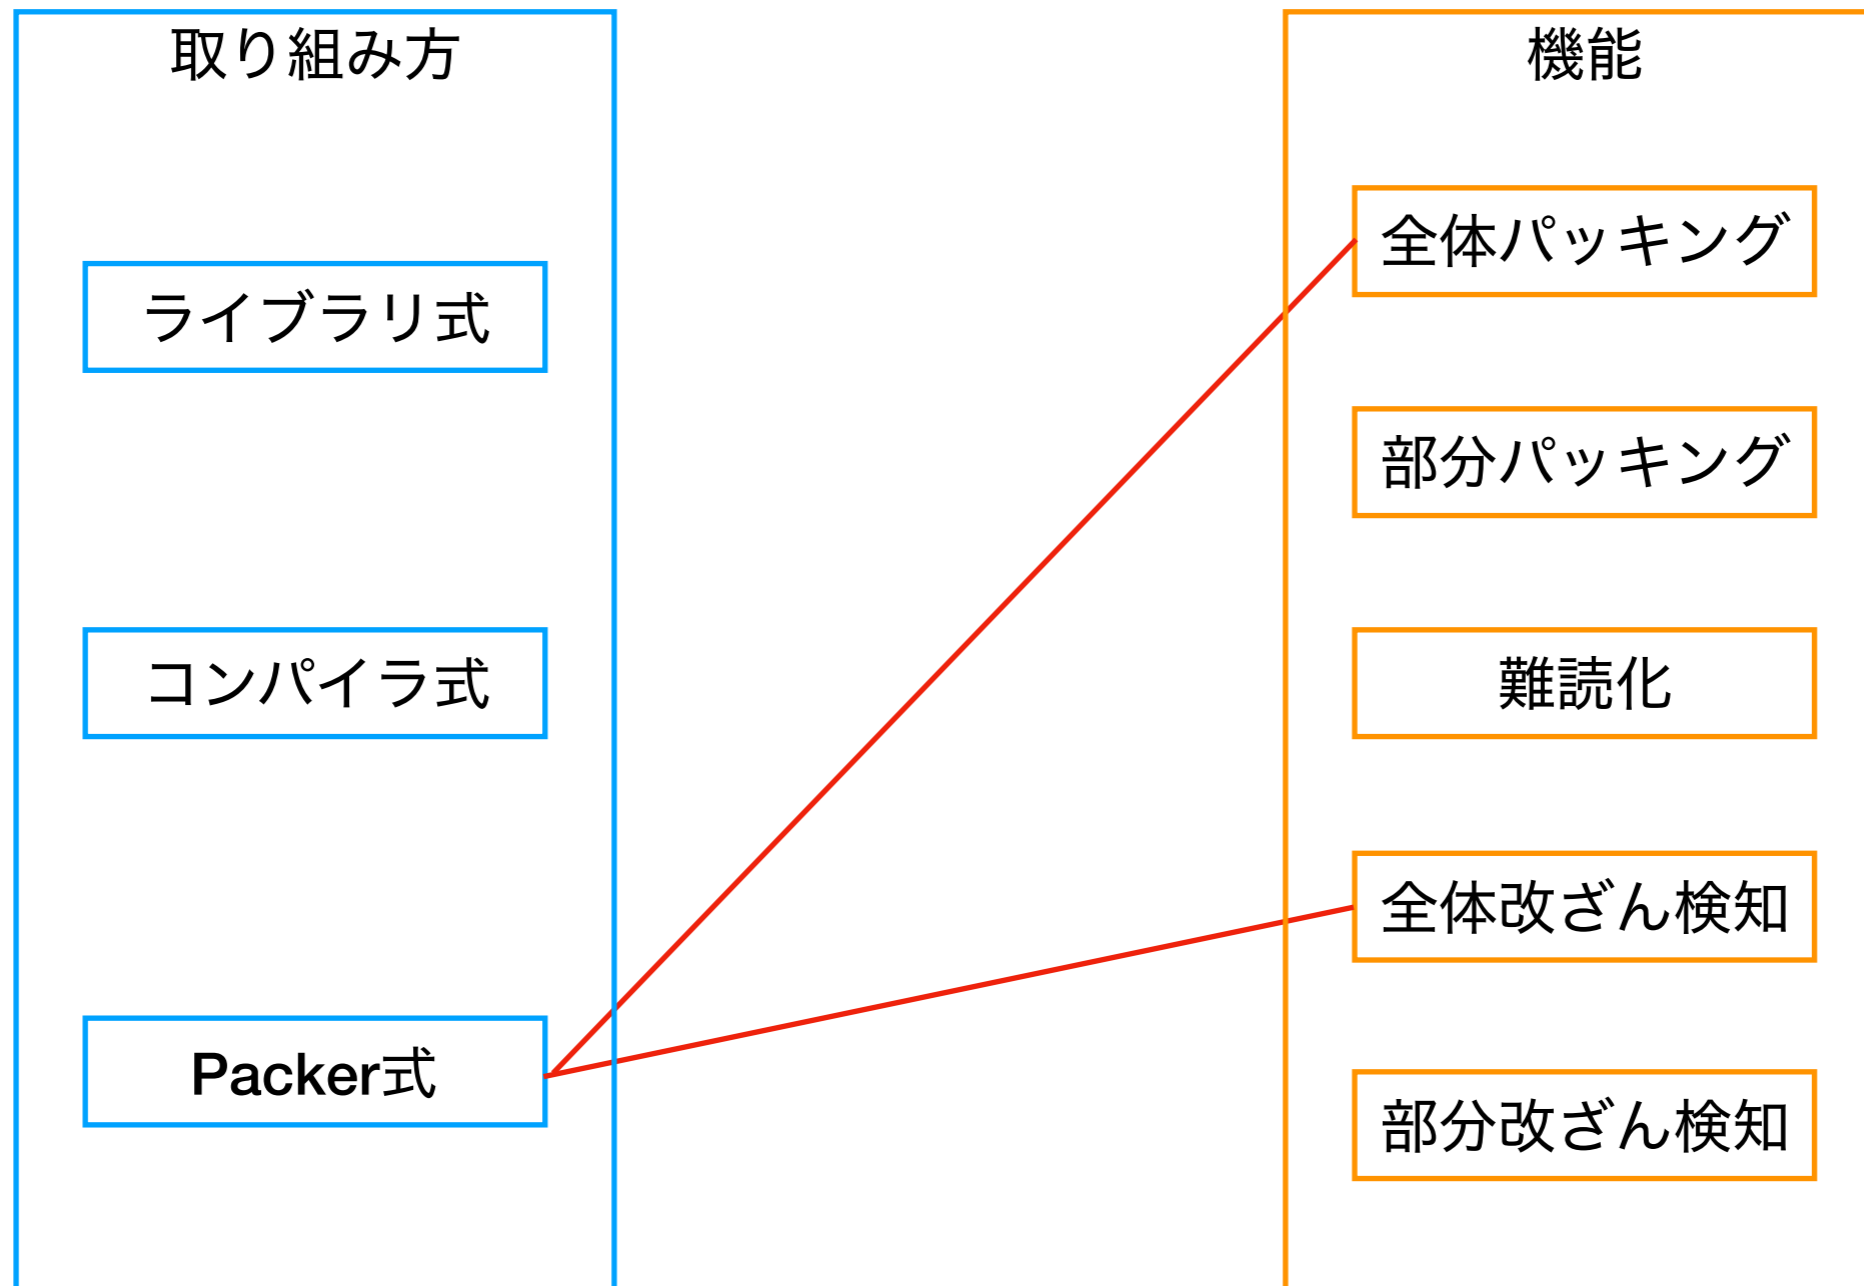 取り組み方
ライブラリ式
コンパイラ式
Packer式
機能
全体パッキング
部分パッキング
難読化
全体改ざん検知
部分改ざん検知